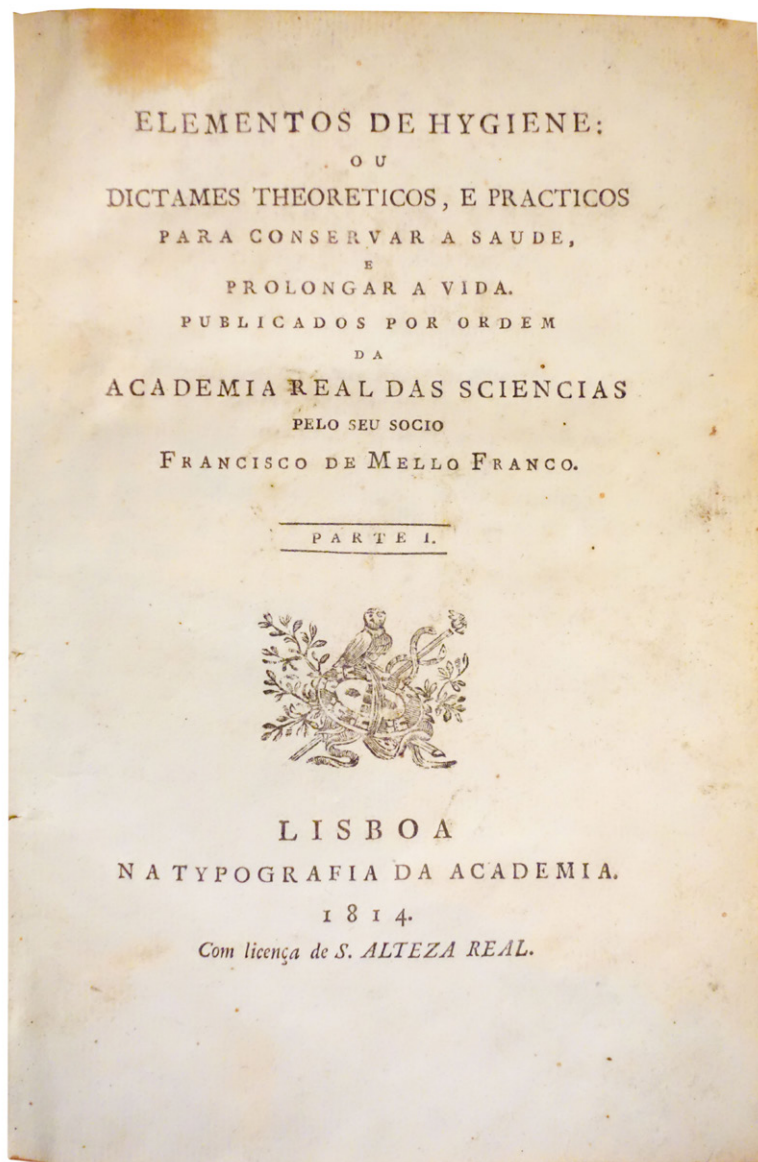 ELEMENTOS DE HYGIENE:
OU
DICTAMES THEORETICOS, E PRACTICOS
PARA CONSERVAR A SAUDE,
E
PROLONGAR A VIDA.
PUBLICADOS POR ORDEM
DA
ACADEMIA REAL DAS SCIENCIAS
PELO SEU SOCIO
FRANCISCO DE MELLO FRANCO.
PARTE I.
LISBOA
NA TYPOGRAFIA DA ACADEMIA.
1814.
Com licença de S. ALTEZA REAL.